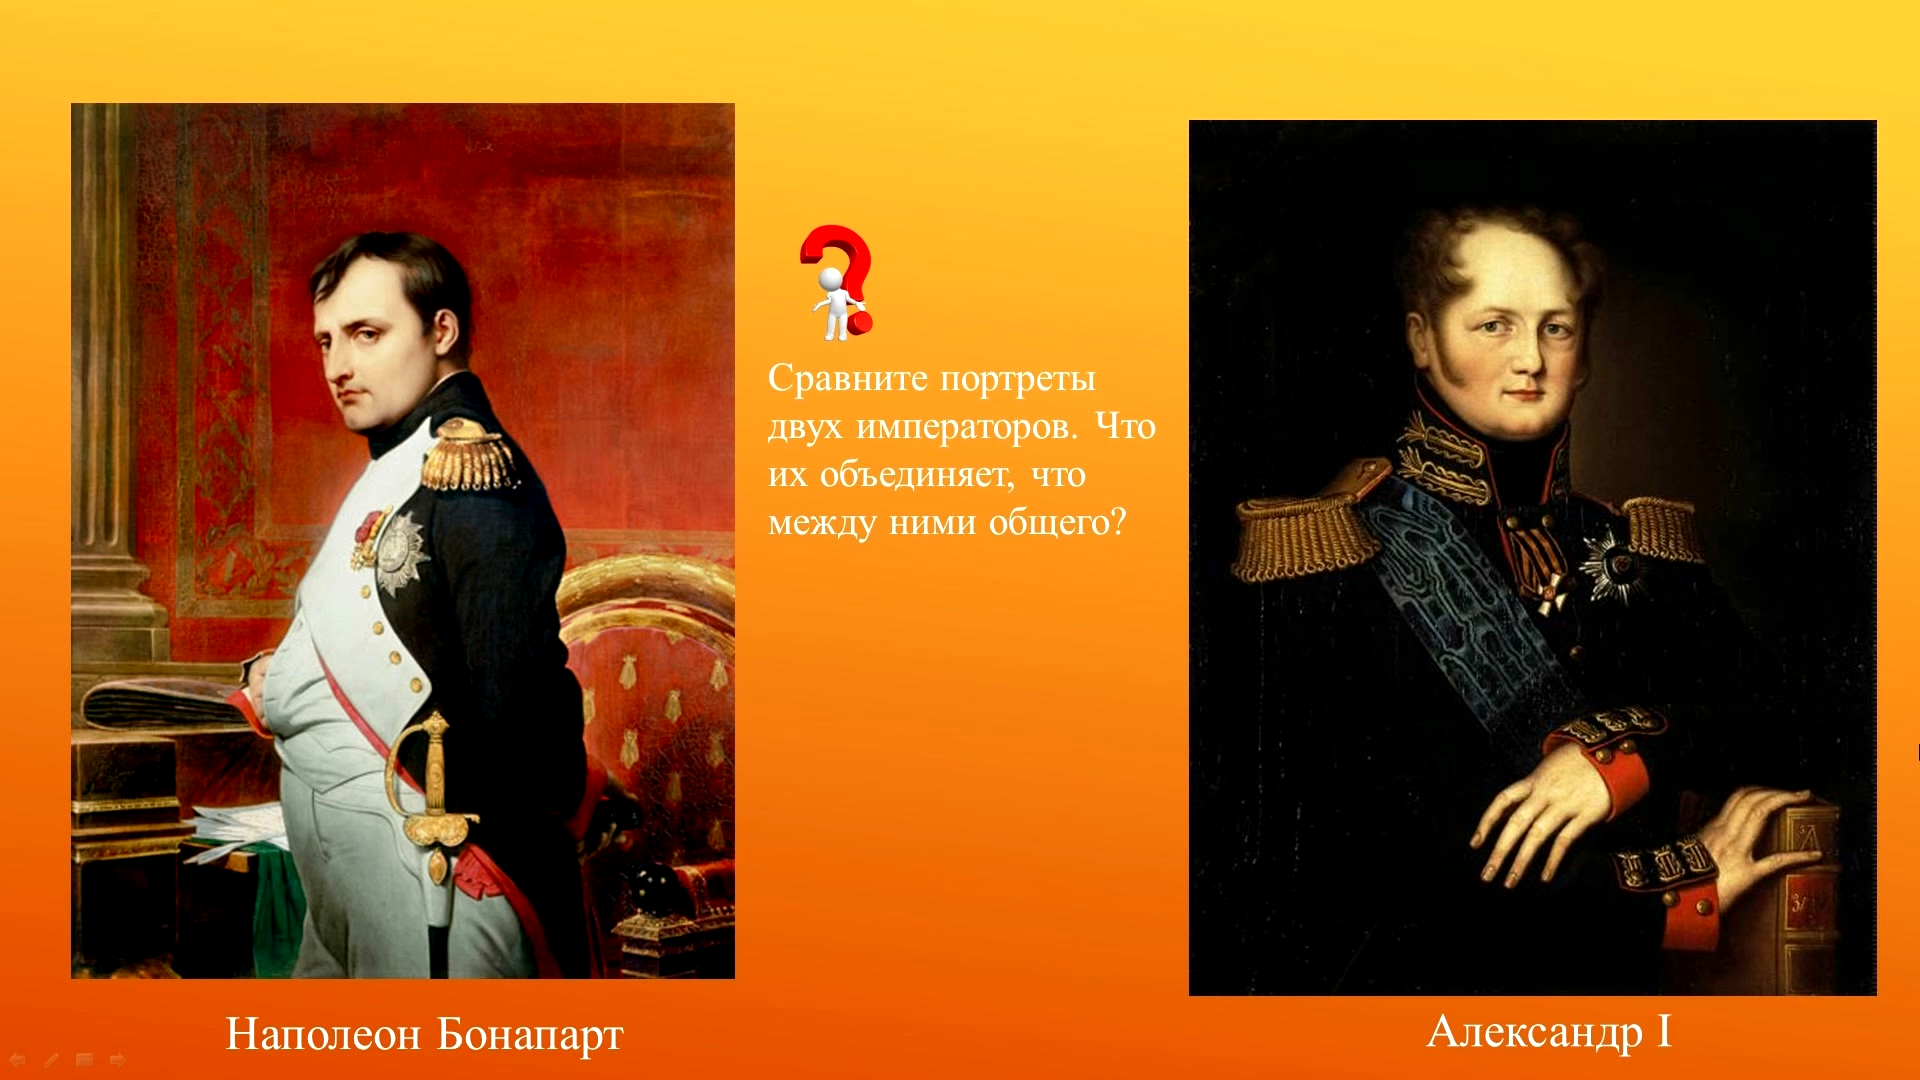 Сравните портреты
двух императоров. Что
их объединяет, что
между ними общего?
Наполеон Бонапарт
Александр I